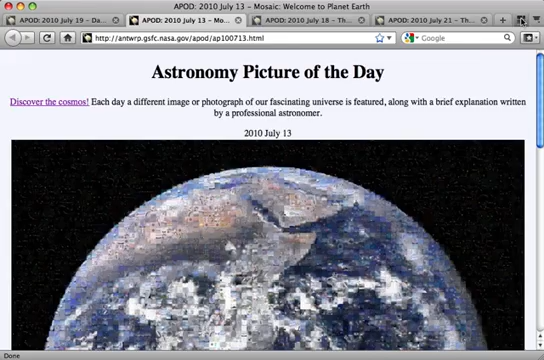 APOD: 2010 July 13 - Mosaic: Welcome to Planet Earth
APOD: 2010 July 19 - Da...
APOD: 2010 July 13 - Mo...
APOD: 2010 July 18 - Th...
APOD: 2010 July 21 - Th...
http://antwrp.gsfc.nasa.gov/apod/ap100713.html
Google
Astronomy Picture of the Day
Discover the cosmos! Each day a different image or photograph of our fascinating universe is featured, along with a brief explanation written
by a professional astronomer.
2010 July 13
Done